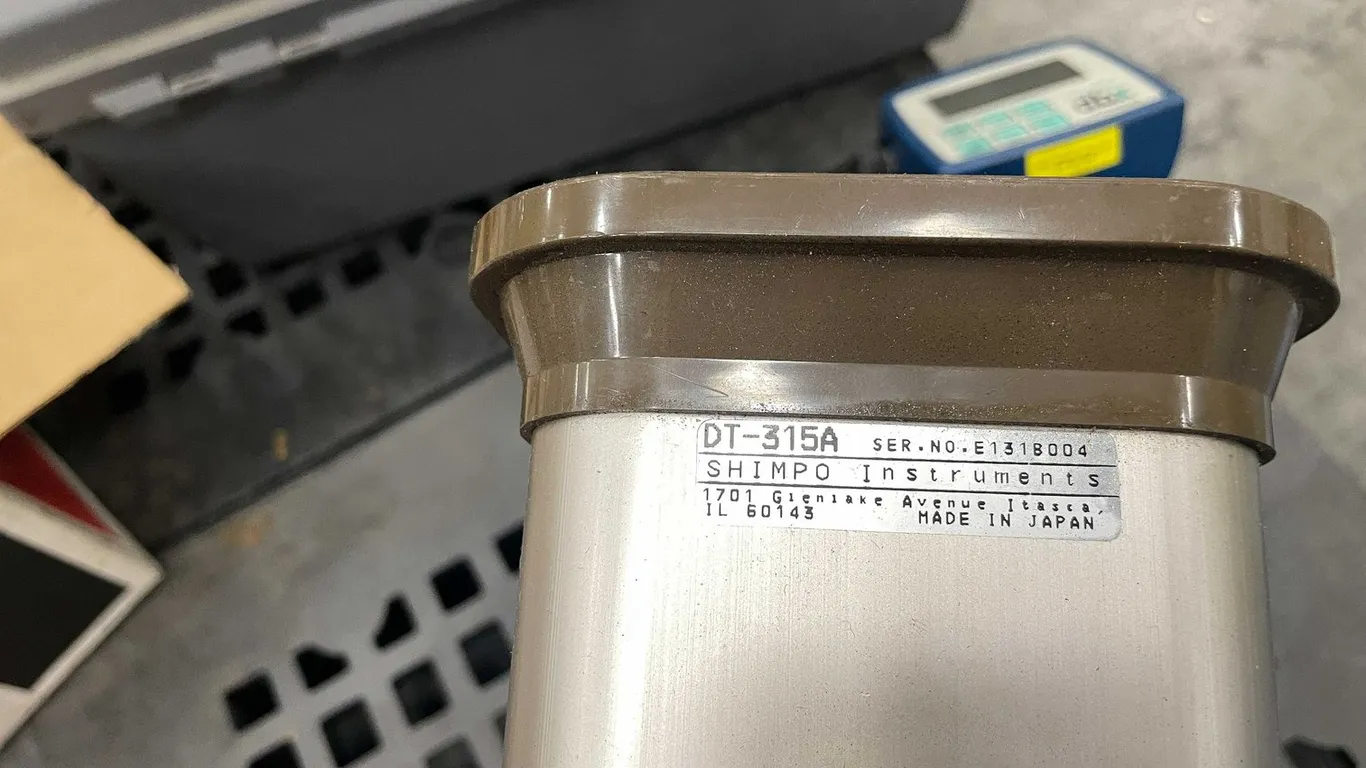 DT-315A SER.NO.E131B004
SHIMPO Instruments
1701 Glenlake Avenue Itasca,
IL 60143 MADE IN JAPAN